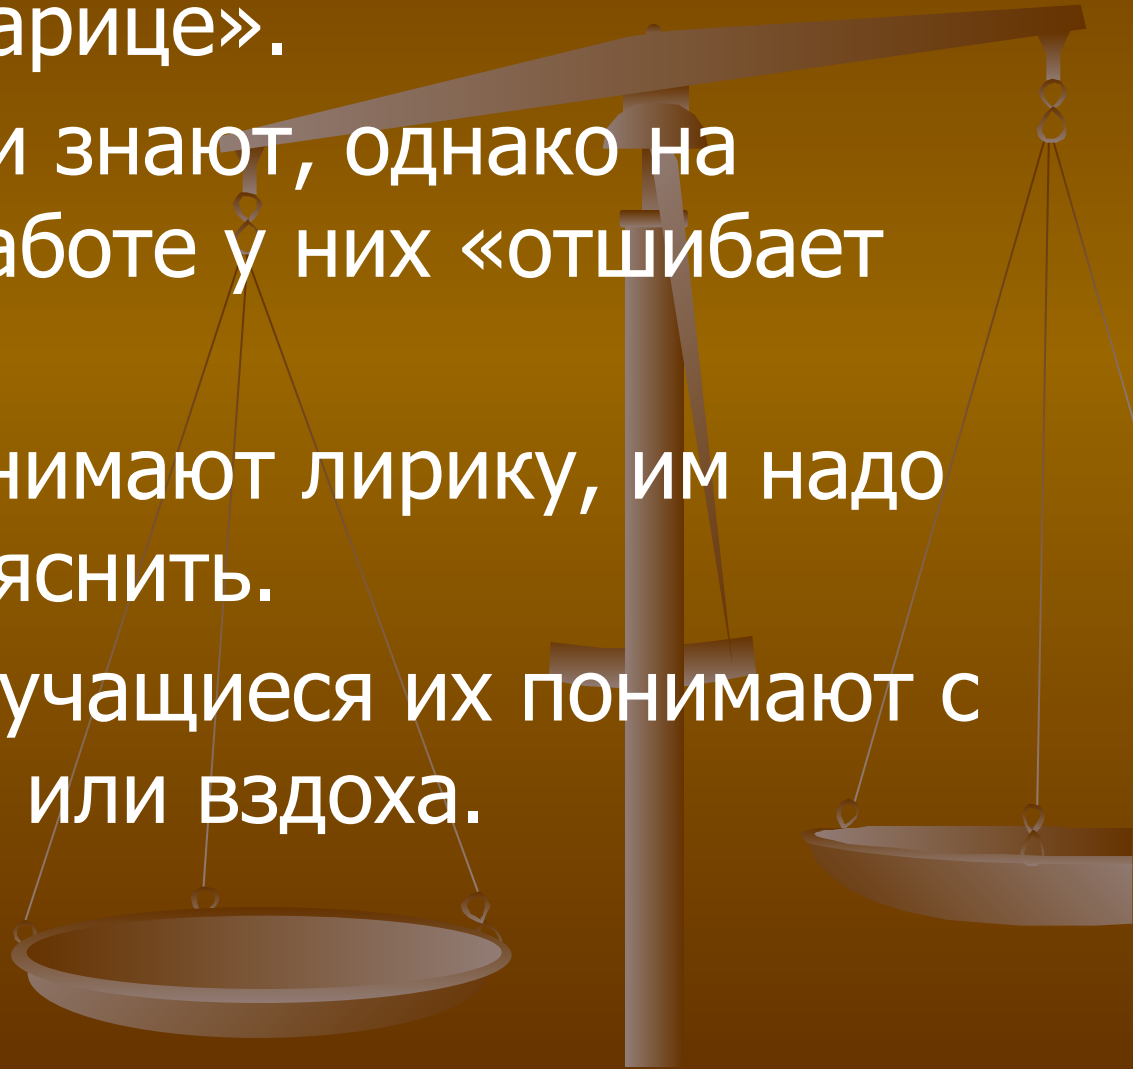 арице».
и знают, однако на
аботе у них «отшибает
нимают лирику, им надо
яснить.
учащиеся их понимают с
или вздоха.